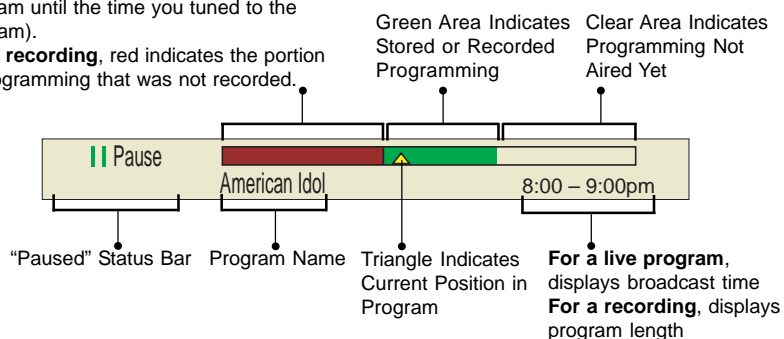 am until the time you tuned to the
am).
recording, red indicates the portion
ogramming that was not recorded.
Green Area Indicates
Stored or Recorded
Programming
Clear Area Indicates
Programming Not
Aired Yet
Pause
American Idol
8:00 – 9:00pm
“Paused” Status Bar
Program Name
Triangle Indicates
Current Position in
Program
For a live program,
displays broadcast time
For a recording, displays
program length